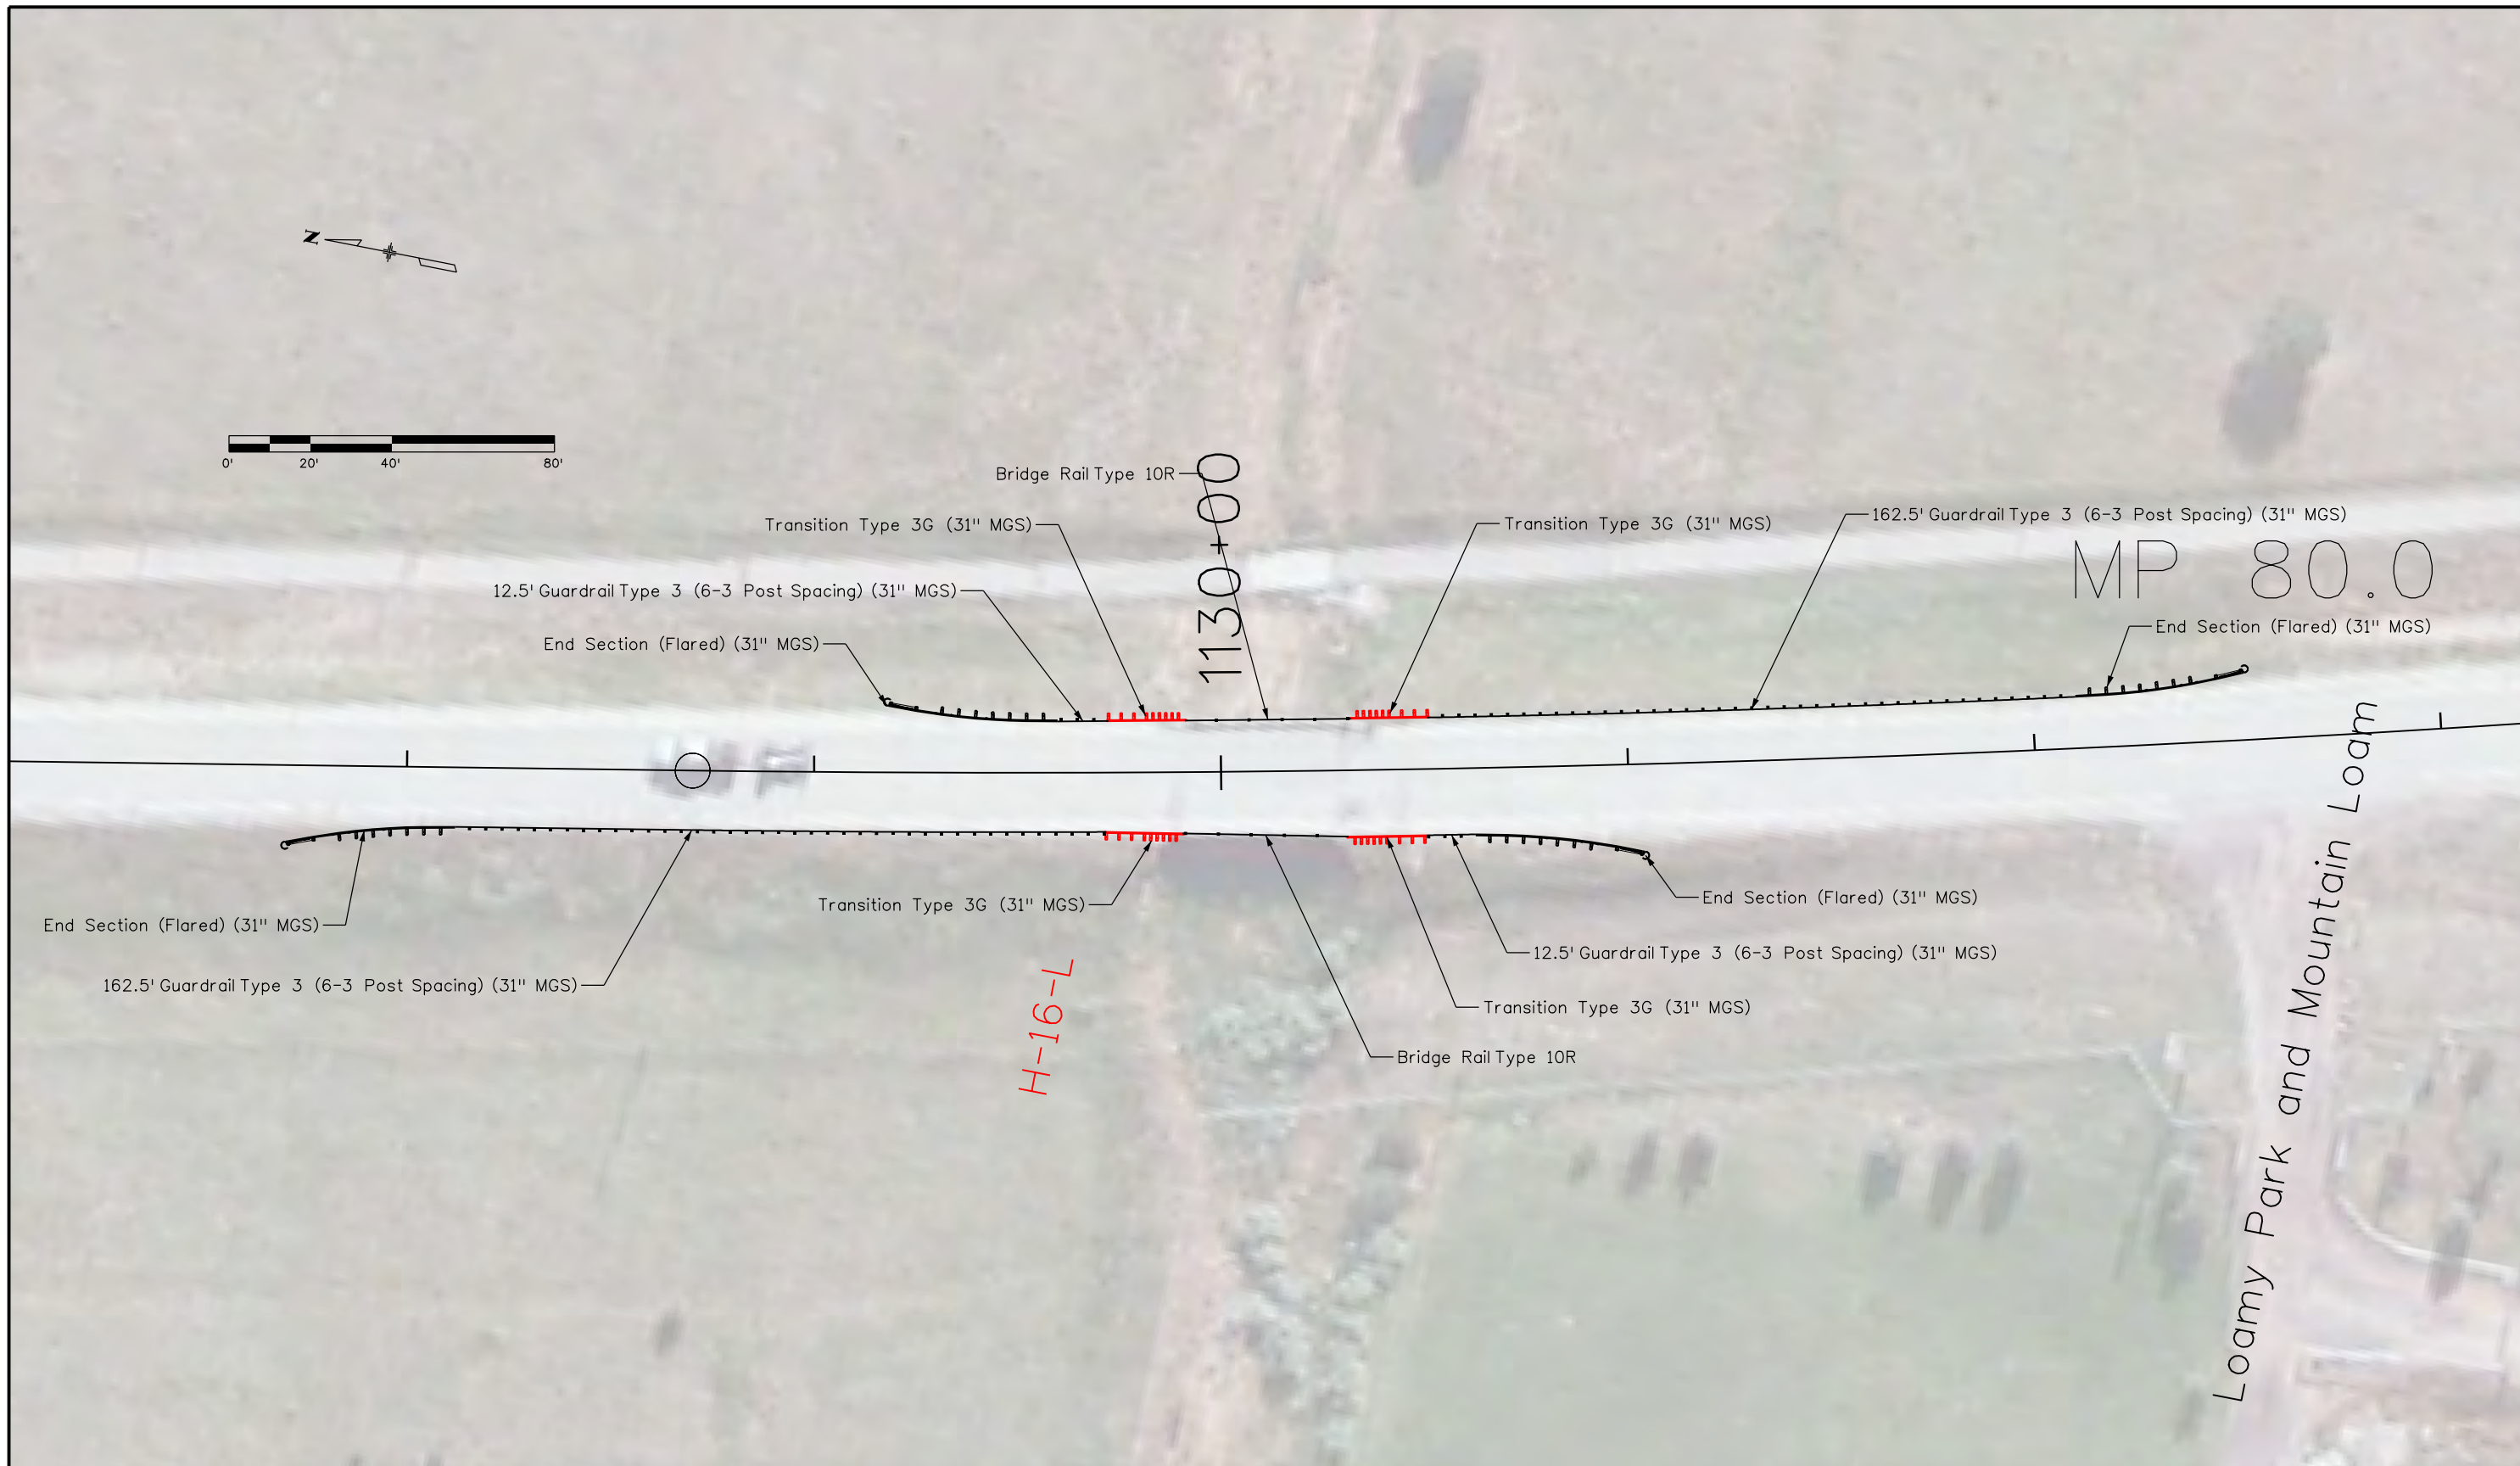 N
0' 20' 40' 80'
Bridge Rail Type 10R
1130+00
Transition Type 3G (31" MGS)
Transition Type 3G (31" MGS)
162.5' Guardrail Type 3 (6-3 Post Spacing) (31" MGS)
MP 80.0
12.5' Guardrail Type 3 (6-3 Post Spacing) (31" MGS)
End Section (Flared) (31" MGS)
End Section (Flared) (31" MGS)
End Section (Flared) (31" MGS)
162.5' Guardrail Type 3 (6-3 Post Spacing) (31" MGS)
Transition Type 3G (31" MGS)
H-16-L
End Section (Flared) (31" MGS)
12.5' Guardrail Type 3 (6-3 Post Spacing) (31" MGS)
Transition Type 3G (31" MGS)
Bridge Rail Type 10R
Loamy Park and Mountain Loam